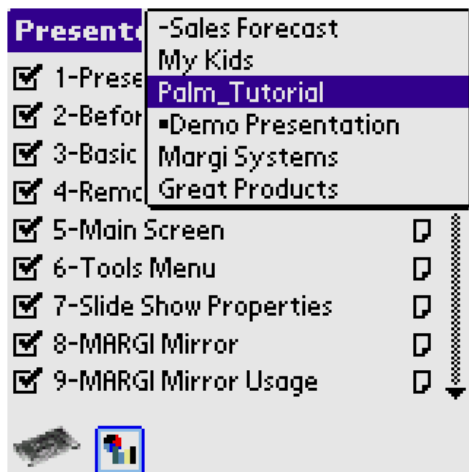 Presente
-Sales Forecast
My Kids
Palm_Tutorial
▪Demo Presentation
Margi Systems
Great Products
1-Prese
2-Befor
3-Basic
4-Remo
5-Main Screen
6-Tools Menu
7-Slide Show Properties
8-MARGI Mirror
9-MARGI Mirror Usage